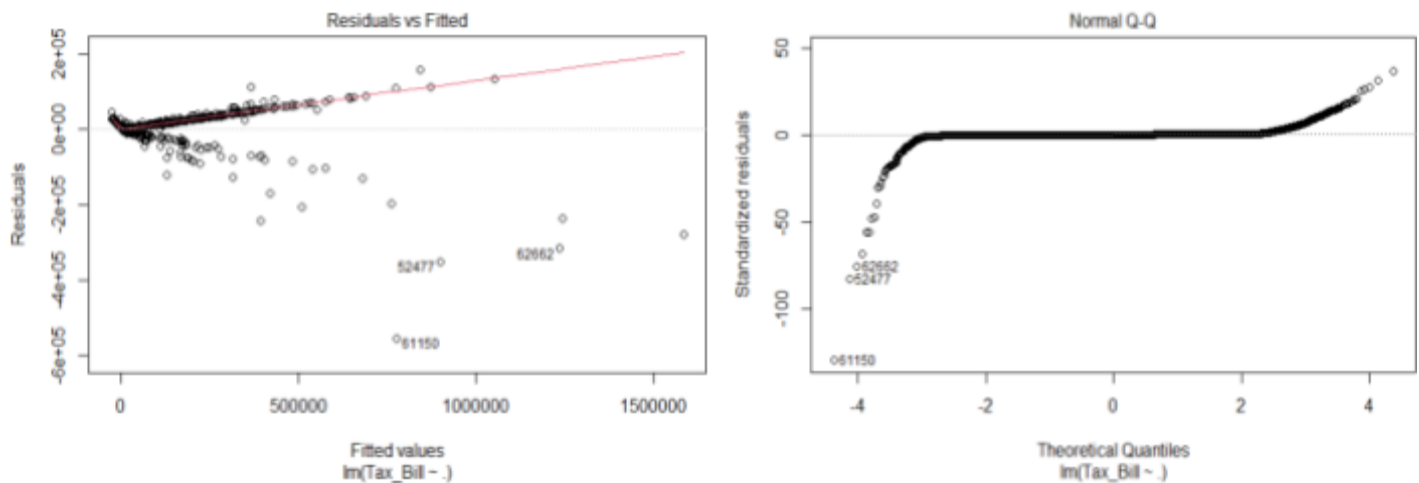 Residuals vs Fitted
Residuals
2e+05
0e+00
-2e+05
-4e+05
-6e+05
52477
62662
61150
0
500000
1000000
1500000
Fitted values
lm(Tax_Bill ~ .)
Normal Q-Q
Standardized residuals
50
0
-50
-100
62662
52477
61150
-4
-2
0
2
4
Theoretical Quantiles
lm(Tax_Bill ~ .)